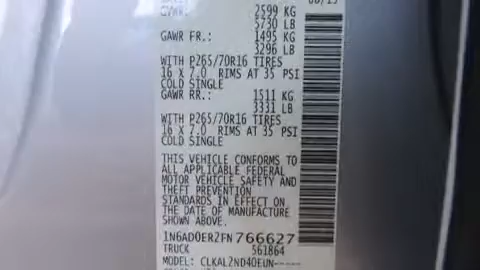 08/15
GVWR: 2599 KG
5730 LB
GAWR FR.: 1495 KG
3296 LB
WITH P265/70R16 TIRES
16 X 7.0 RIMS AT 35 PSI
COLD SINGLE
GAWR RR.: 1511 KG
3331 LB
WITH P265/70R16 TIRES
16 X 7.0 RIMS AT 35 PSI
COLD SINGLE
THIS VEHICLE CONFORMS TO
ALL APPLICABLE FEDERAL
MOTOR VEHICLE SAFETY AND
THEFT PREVENTION
STANDARDS IN EFFECT ON
THE DATE OF MANUFACTURE
SHOWN ABOVE.
1N6AD0ER2FN766627
TRUCK 561864
MODEL: CLKAL2ND40EUN-----